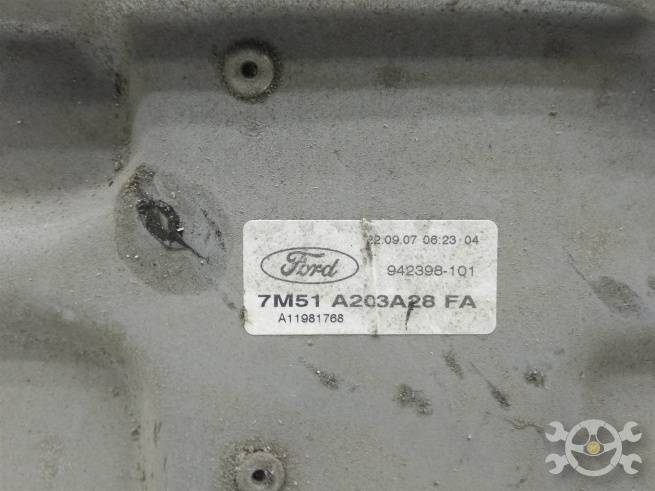 22.09.07 06:23 04
Ford
942398-101
7M51 A203A28 FA
A11981768